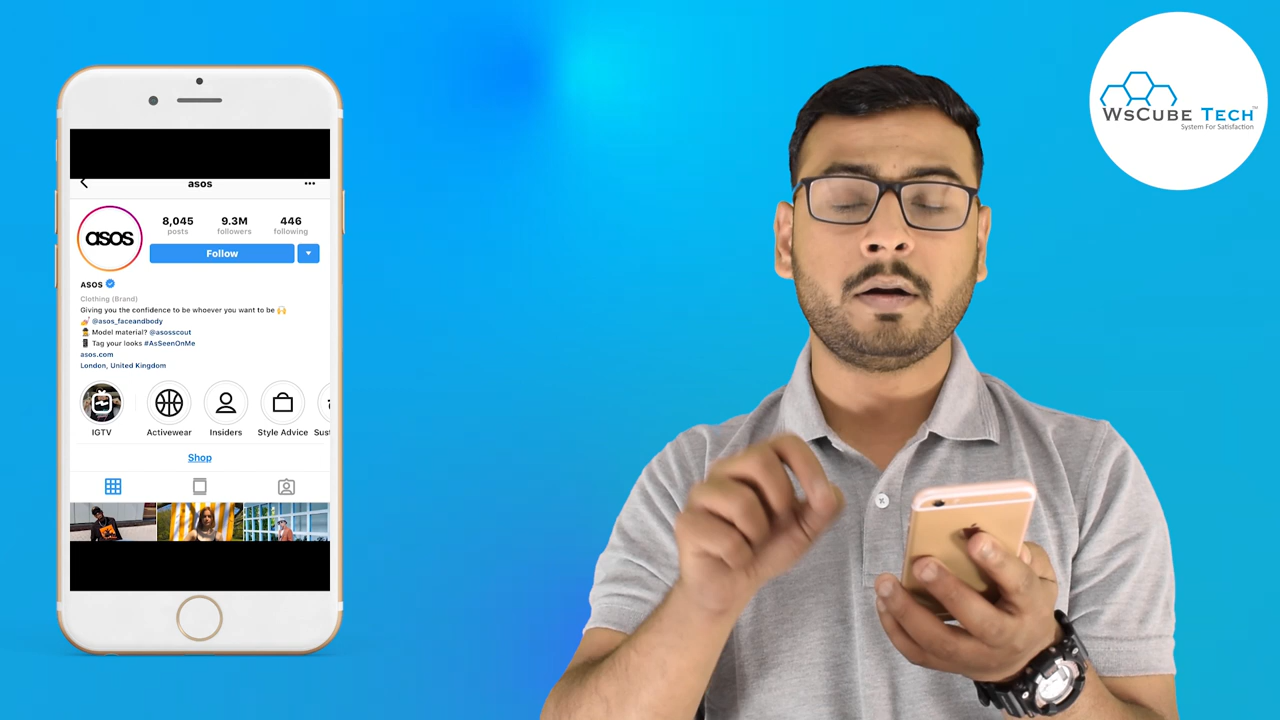 asos
8,045 9.3M 446
posts followers following
asos
Follow
ASOS
Clothing (Brand)
Giving you the confidence to be whoever you want to be 🙌
💅 @asos_faceandbody
🕵 Model material? @asosscout
📱 Tag your looks #AsSeenOnMe
asos.com
London, United Kingdom
IGTV Activewear Insiders Style Advice Sust
Shop
WsCube Tech™
System For Satisfaction